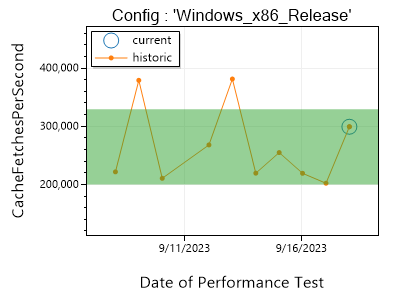 Config : 'Windows_x86_Release'
current
historic
CacheFetchesPerSecond
400,000
300,000
200,000
9/11/2023
9/16/2023
Date of Performance Test